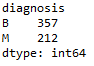 diagnosis
B    357
M    212
dtype: int64